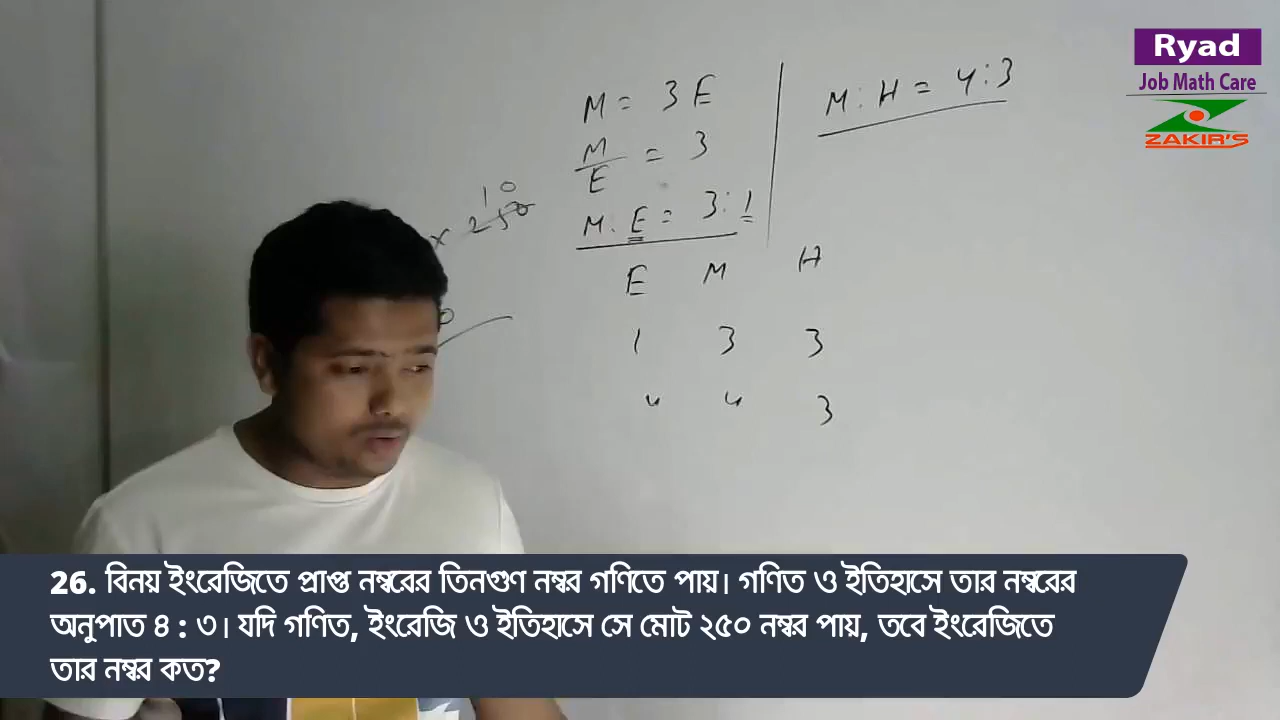 Ryad
Job Math Care
ZAKIR'S
M = 3E
M/E = 3
M : E = 3 : 1
M : H = 4 : 3
10
× 250
E M H
1 3 3
4 4 3
26. বিনয় ইংরেজিতে প্রাপ্ত নম্বরের তিনগুণ নম্বর গণিতে পায়। গণিত ও ইতিহাসে তার নম্বরের
অনুপাত ৪ : ৩। যদি গণিত, ইংরেজি ও ইতিহাসে সে মোট ২৫০ নম্বর পায়, তবে ইংরেজিতে
তার নম্বর কত?